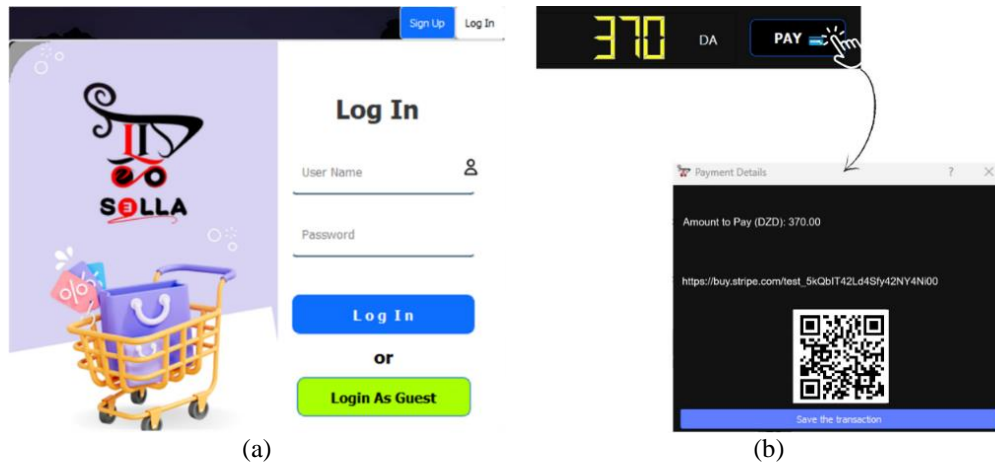 Sign Up
Log In
SELLA
Log In
User Name
Password
Log In
or
Login As Guest
(a)
370 DA PAY
Payment Details ? X
Amount to Pay (DZD): 370.00
https://buy.stripe.com/test_5kQbIT42Ld4Sfy42NY4Ni00
Save the transaction
(b)